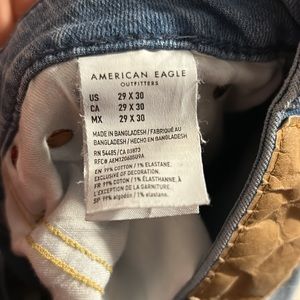 AMERICAN EAGLE
OUTFITTERS
US 29 X 30
CA 29 X 30
MX 29 X 30
MADE IN BANGLADESH / FABRIQUÉ AU
BANGLADESH / HECHO EN BANGLADESH
RN 54485 / CA 03873
EN 99% COTTON / 1% ELASTANE.
EXCLUSIVE OF DECORATION.
FR 99% COTON / 1% ÉLASTHANNE. À
L'EXCEPTION DE LA GARNITURE.
SP 99% algodón / 1% elastane.